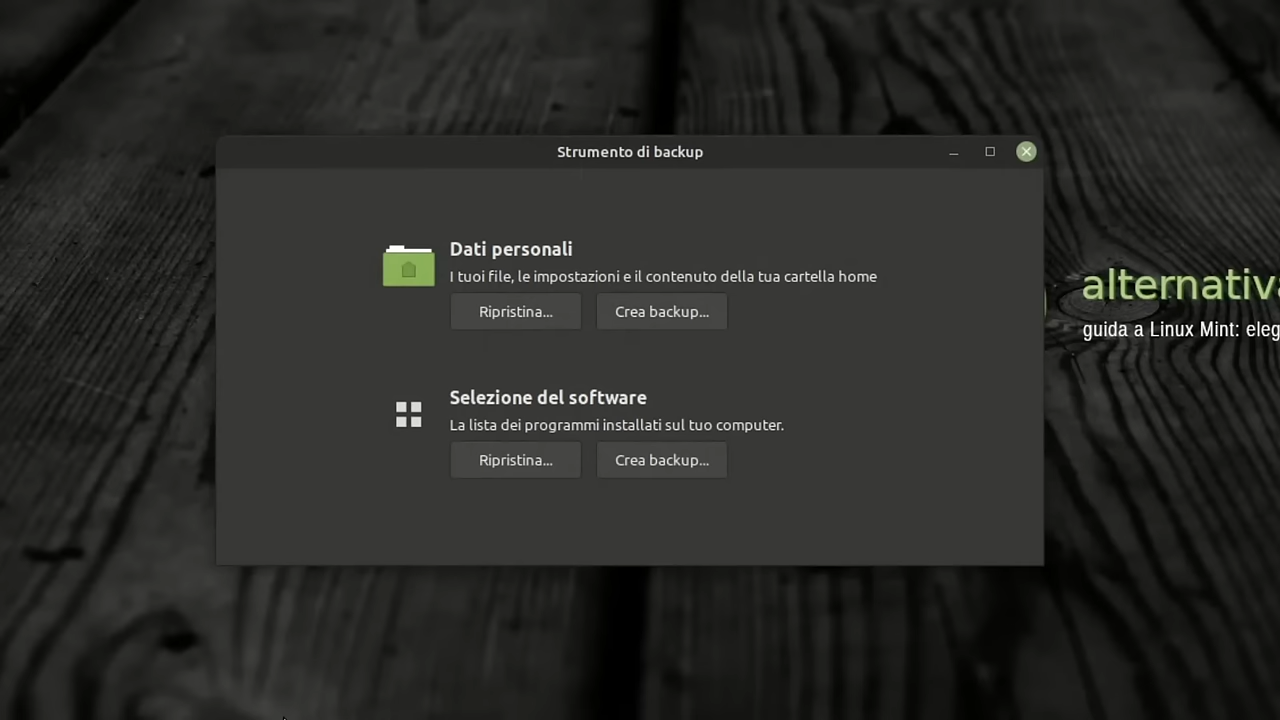 Strumento di backup
Dati personali
I tuoi file, le impostazioni e il contenuto della tua cartella home
Ripristina... Crea backup...
alternativa
guida a Linux Mint: eleg
Selezione del software
La lista dei programmi installati sul tuo computer.
Ripristina... Crea backup...